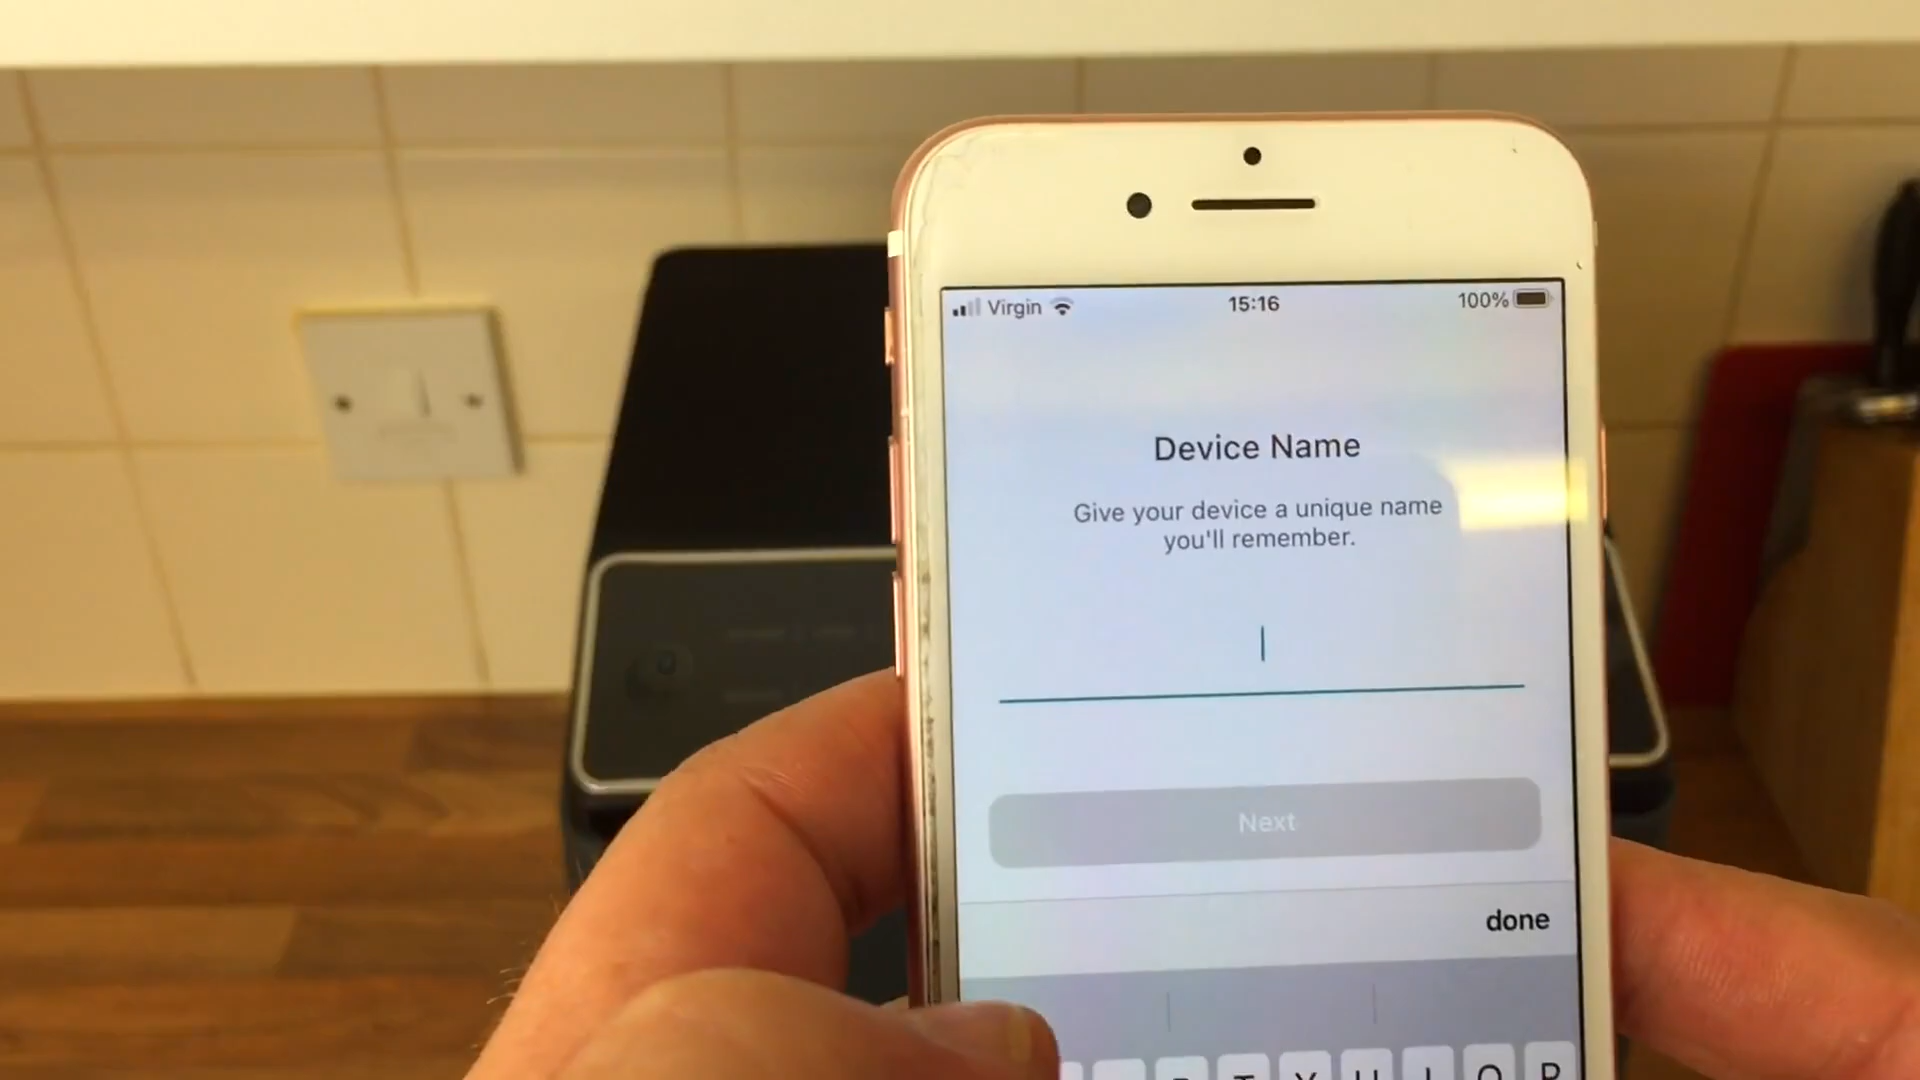 Virgin 15:16 100%
Device Name
Give your device a unique name
you'll remember.
Next
done
T Y U I O P